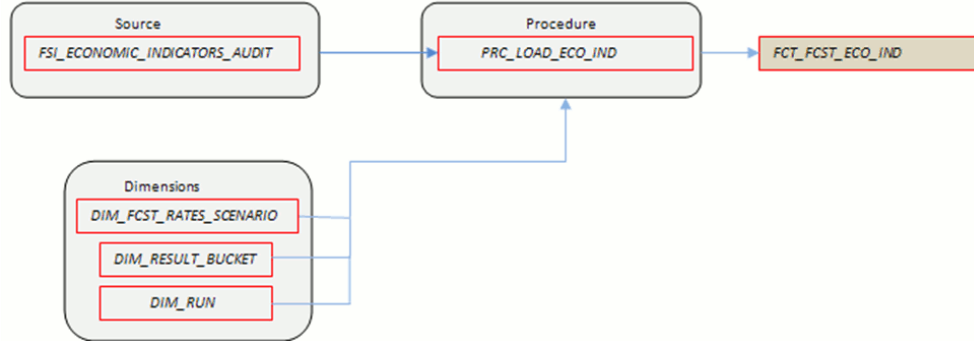 Source
FSI_ECONOMIC_INDICATORS_AUDIT
Procedure
PRC_LOAD_ECO_IND
FCT_FCST_ECO_IND
Dimensions
DIM_FCST_RATES_SCENARIO
DIM_RESULT_BUCKET
DIM_RUN